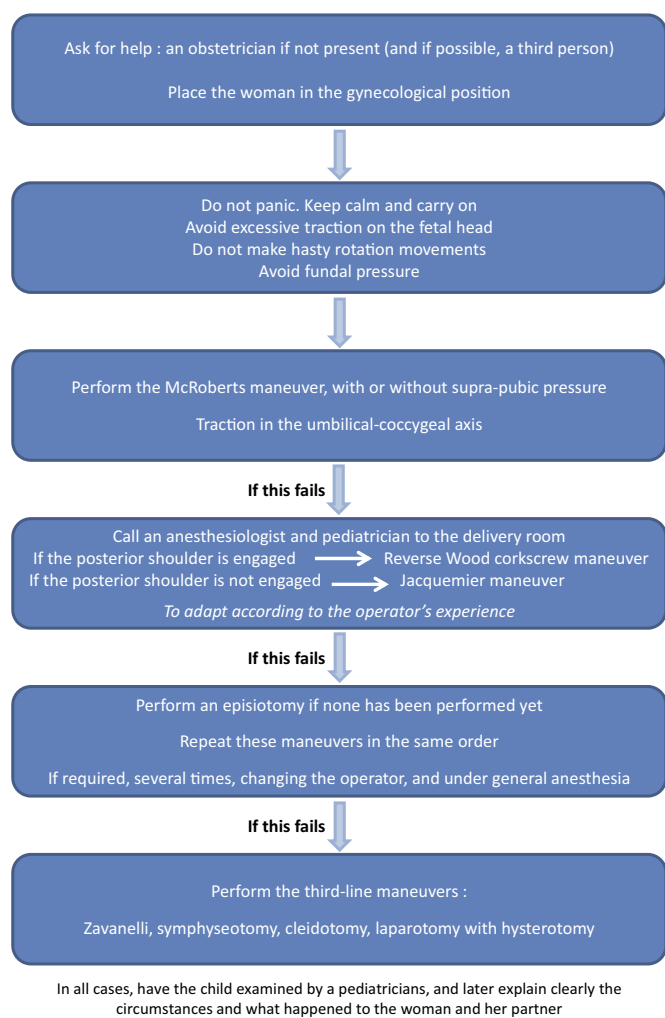 Ask for help : an obstetrician if not present (and if possible, a third person)
Place the woman in the gynecological position
Do not panic. Keep calm and carry on
Avoid excessive traction on the fetal head
Do not make hasty rotation movements
Avoid fundal pressure
Perform the McRoberts maneuver, with or without supra-pubic pressure
Traction in the umbilical-coccygeal axis
If this fails
Call an anesthesiologist and pediatrician to the delivery room
If the posterior shoulder is engaged Reverse Wood corkscrew maneuver
If the posterior shoulder is not engaged Jacquemier maneuver
To adapt according to the operator’s experience
If this fails
Perform an episiotomy if none has been performed yet
Repeat these maneuvers in the same order
If required, several times, changing the operator, and under general anesthesia
If this fails
Perform the third-line maneuvers :
Zavanelli, symphyseotomy, cleidotomy, laparotomy with hysterotomy
In all cases, have the child examined by a pediatricians, and later explain clearly the
circumstances and what happened to the woman and her partner